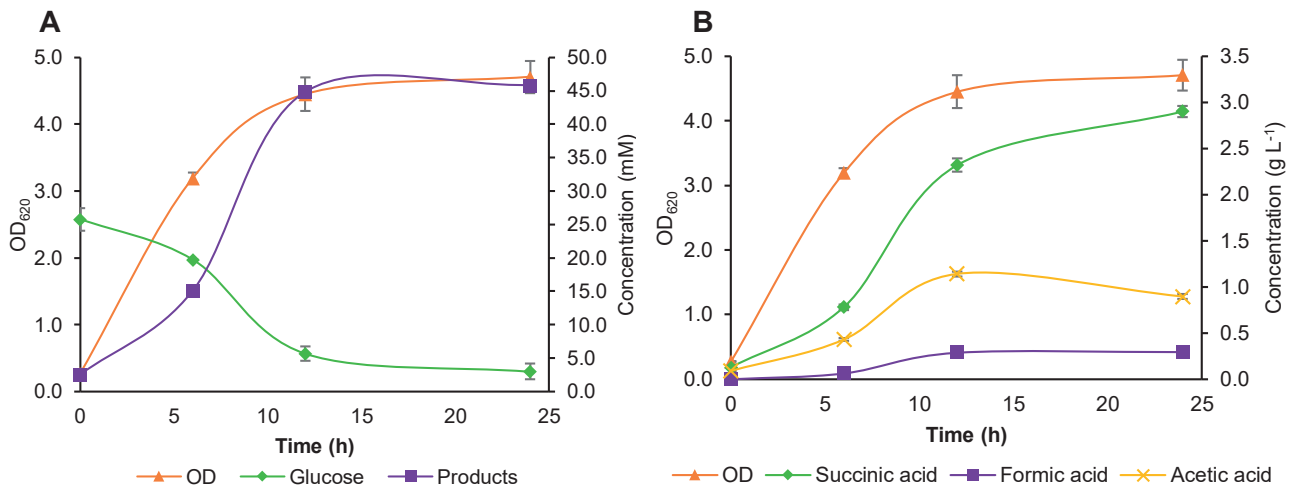 A
OD₆₂₀
5.0
4.0
3.0
2.0
1.0
0.0
50.0
45.0
40.0
35.0
30.0
25.0
20.0
15.0
10.0
5.0
0.0
Concentration (mM)
0 5 10 15 20 25
Time (h)
OD Glucose Products
B
OD₆₂₀
5.0
4.0
3.0
2.0
1.0
0.0
3.5
3.0
2.5
2.0
1.5
1.0
0.5
0.0
Concentration (g L⁻¹)
0 5 10 15 20 25
Time (h)
OD Succinic acid Formic acid Acetic acid